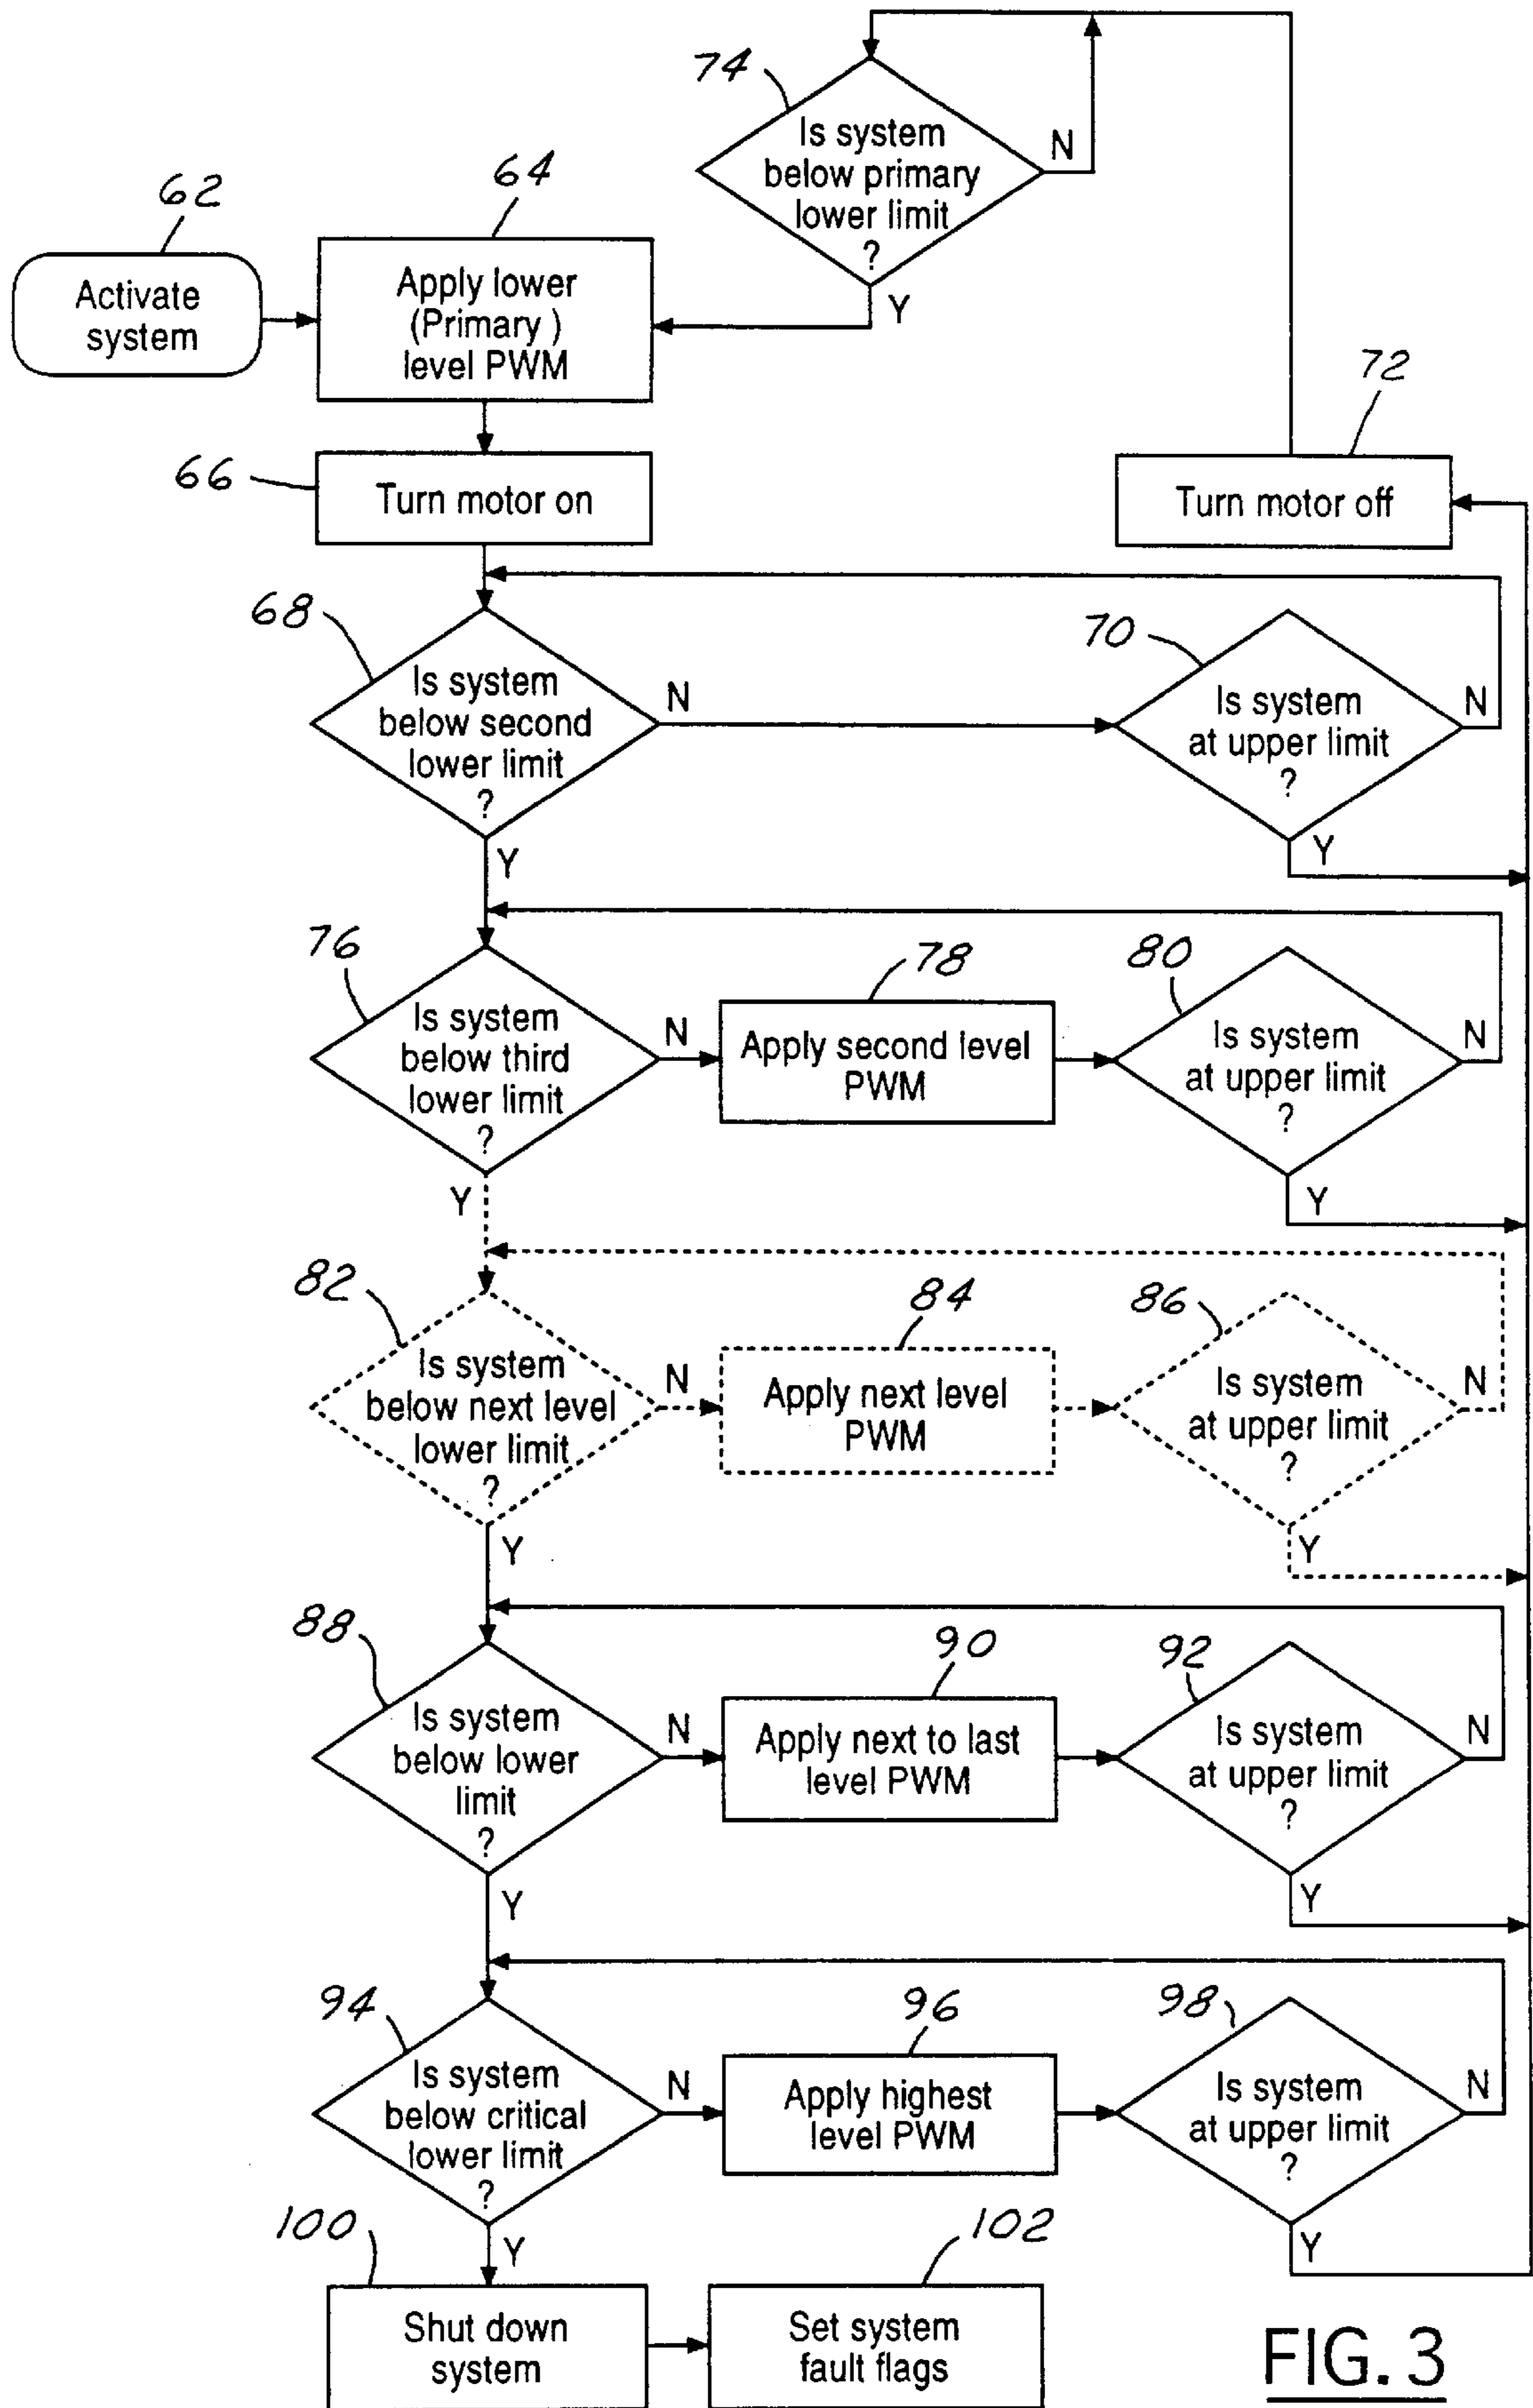 74
Is system
below primary
lower limit
?
N
Y
62
Activate
system
64
Apply lower
(Primary )
level PWM
72
Turn motor off
66
Turn motor on
68
Is system
below second
lower limit
?
N
Y
70
Is system
at upper limit
?
N
Y
76
Is system
below third
lower limit
?
N
Y
78
Apply second level
PWM
80
Is system
at upper limit
?
N
Y
82
Is system
below next level
lower limit
?
N
Y
84
Apply next level
PWM
86
Is system
at upper limit
?
N
Y
88
Is system
below lower
limit
?
N
Y
90
Apply next to last
level PWM
92
Is system
at upper limit
?
N
Y
94
Is system
below critical
lower limit
?
N
Y
96
Apply highest
level PWM
98
Is system
at upper limit
?
N
Y
100
Shut down
system
102
Set system
fault flags
FIG. 3